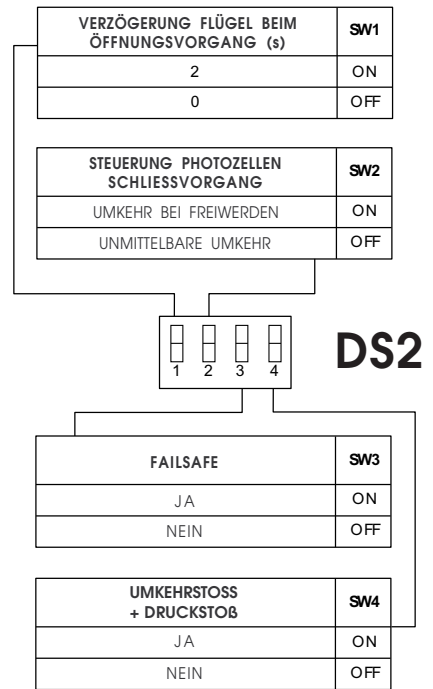 VERZÖGERUNG FLÜGEL BEIM
ÖFFNUNGSVORGANG (s)
SW1
2 ON
0 OFF
STEUERUNG PHOTOZELLEN
SCHLIESSVORGANG
SW2
UMKEHR BEI FREIWERDEN ON
UNMITTELBARE UMKEHR OFF
1 2 3 4
DS2
FAILSAFE SW3
JA ON
NEIN OFF
UMKEHRSTOSS
+ DRUCKSTOß
SW4
JA ON
NEIN OFF